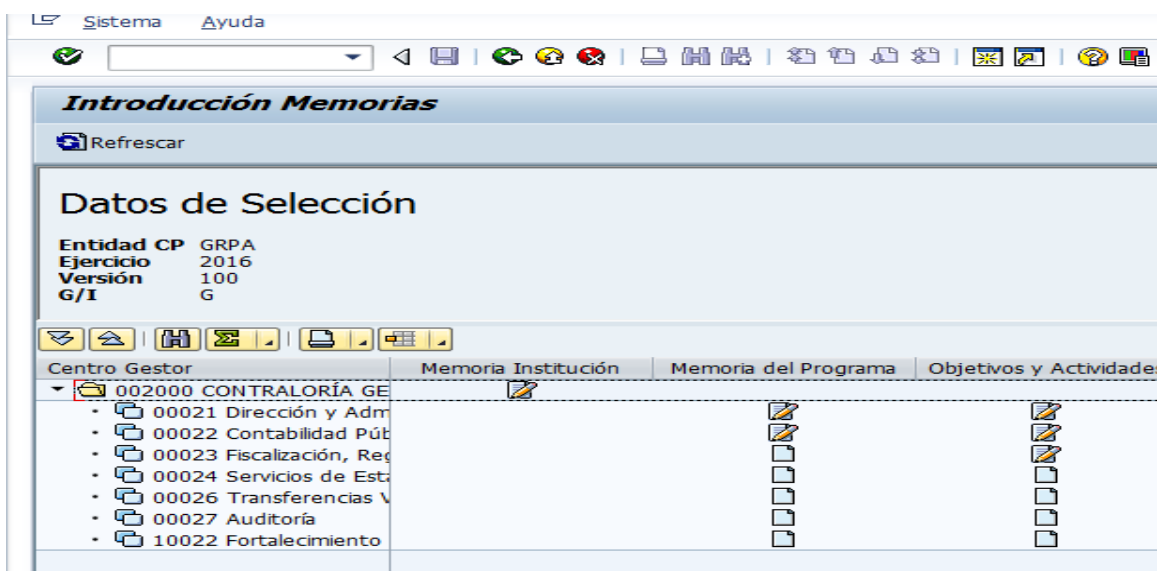 Sistema Ayuda
Introducción Memorias
Refrescar
Datos de Selección
Entidad CP GRPA
Ejercicio 2016
Versión 100
G/I G
Centro Gestor Memoria Institución Memoria del Programa Objetivos y Actividade
002000 CONTRALORÍA GE
00021 Dirección y Adm
00022 Contabilidad Púb
00023 Fiscalización, Reg
00024 Servicios de Esta
00026 Transferencias V
00027 Auditoría
10022 Fortalecimiento